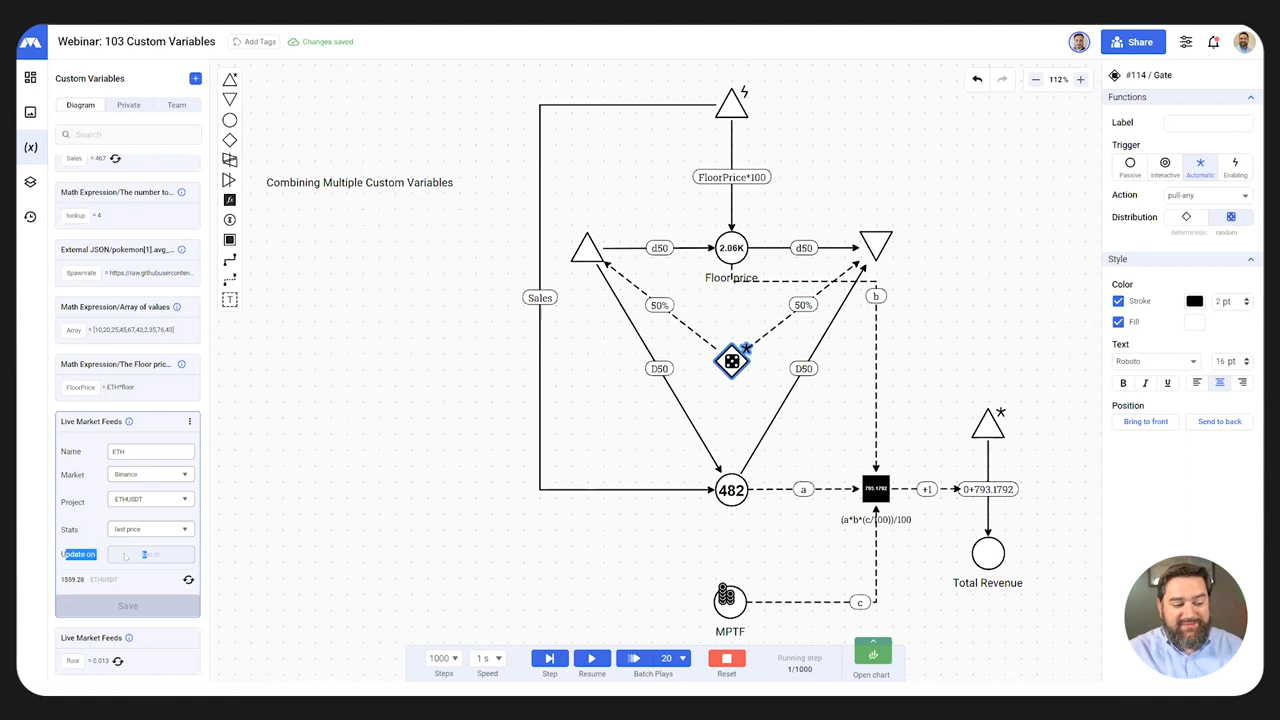 Webinar: 103 Custom Variables
Add Tags
Changes saved
Share
Custom Variables
Diagram
Private
Team
Search
Sales = 467
Math Expression/The number to...
lookup = 4
External JSON/pokemon[1].avg_...
Spawnrate = https://raw.githubusercontent...
Math Expression/Array of values
Array = [10,20,25,45,67,43,2,35,76,43]
Math Expression/The Floor pric...
FloorPrice = ETH*floor
Live Market Feeds
Name ETH
Market Binance
Project ETHUSDT
Stats last price
Update on
1559.28 ETHUSDT
Save
Live Market Feeds
floor = 0.013
(x)
fx
T
112%
Combining Multiple Custom Variables
FloorPrice*100
d50
2.06K
d50
Floor price
Sales
50%
50%
b
D50
D50
482
a
793.1792
+1
0+793.1792
(a*b*(c/100))/100
c
MPTF
Total Revenue
1000
Steps
1 s
Speed
Step
Resume
20
Batch Plays
Reset
Running step
1/1000
Open chart
#114 / Gate
Functions
Label
Trigger
Passive
Interactive
Automatic
Enabling
Action pull-any
Distribution
deterministic
random
Style
Color
Stroke 2 pt
Fill
Text
Roboto 16 pt
B I U
Position
Bring to front
Send to back